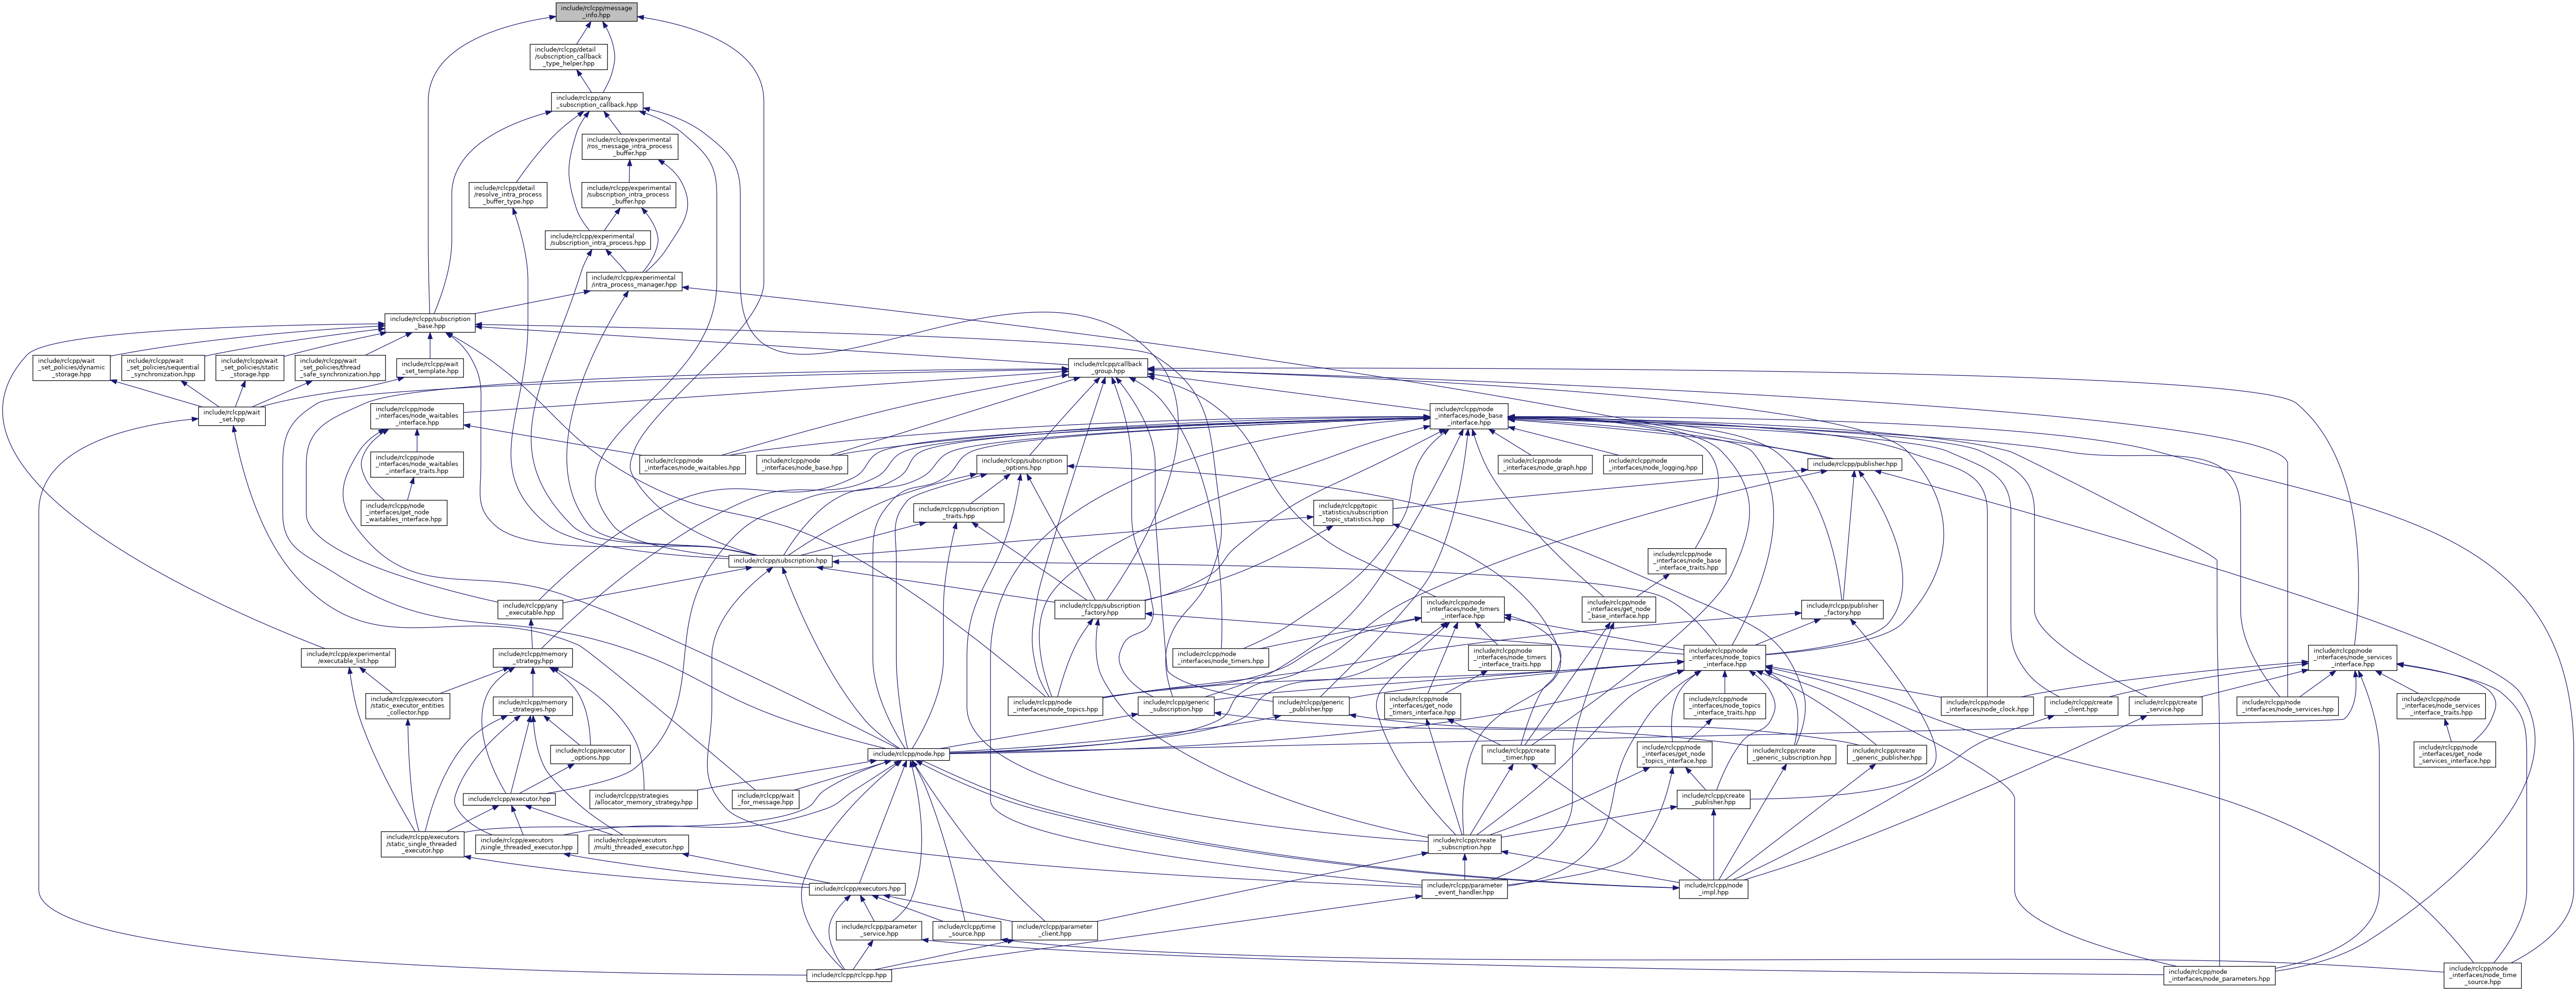 include/rclcpp/message
_info.hpp
include/rclcpp/detail
/subscription_callback
_type_helper.hpp
include/rclcpp/any
_subscription_callback.hpp
include/rclcpp/experimental
/ros_message_intra_process
_buffer.hpp
include/rclcpp/detail
/resolve_intra_process
_buffer_type.hpp
include/rclcpp/experimental
/subscription_intra_process
_buffer.hpp
include/rclcpp/experimental
/subscription_intra_process.hpp
include/rclcpp/experimental
/intra_process_manager.hpp
include/rclcpp/subscription
_base.hpp
include/rclcpp/wait
_set_policies/dynamic
_storage.hpp
include/rclcpp/wait
_set_policies/sequential
_synchronization.hpp
include/rclcpp/wait
_set_policies/static
_storage.hpp
include/rclcpp/wait
_set_policies/thread
_safe_synchronization.hpp
include/rclcpp/wait
_set_template.hpp
include/rclcpp/callback
_group.hpp
include/rclcpp/wait
_set.hpp
include/rclcpp/node
_interfaces/node_waitables
_interface.hpp
include/rclcpp/node
_interfaces/node_base
_interface.hpp
include/rclcpp/node
_interfaces/node_waitables
_interface_traits.hpp
include/rclcpp/node
_interfaces/node_waitables.hpp
include/rclcpp/node
_interfaces/node_base.hpp
include/rclcpp/subscription
_options.hpp
include/rclcpp/node
_interfaces/node_graph.hpp
include/rclcpp/node
_interfaces/node_logging.hpp
include/rclcpp/publisher.hpp
include/rclcpp/node
_interfaces/get_node
_waitables_interface.hpp
include/rclcpp/subscription
_traits.hpp
include/rclcpp/topic
_statistics/subscription
_topic_statistics.hpp
include/rclcpp/subscription.hpp
include/rclcpp/node
_interfaces/node_base
_interface_traits.hpp
include/rclcpp/any
_executable.hpp
include/rclcpp/subscription
_factory.hpp
include/rclcpp/node
_interfaces/node_timers
_interface.hpp
include/rclcpp/node
_interfaces/get_node
_base_interface.hpp
include/rclcpp/publisher
_factory.hpp
include/rclcpp/experimental
/executable_list.hpp
include/rclcpp/memory
_strategy.hpp
include/rclcpp/node
_interfaces/node_timers.hpp
include/rclcpp/node
_interfaces/node_timers
_interface_traits.hpp
include/rclcpp/node
_interfaces/node_topics
_interface.hpp
include/rclcpp/node
_interfaces/node_services
_interface.hpp
include/rclcpp/executors
/static_executor_entities
_collector.hpp
include/rclcpp/memory
_strategies.hpp
include/rclcpp/node
_interfaces/node_topics.hpp
include/rclcpp/generic
_subscription.hpp
include/rclcpp/generic
_publisher.hpp
include/rclcpp/node
_interfaces/get_node
_timers_interface.hpp
include/rclcpp/node
_interfaces/node_topics
_interface_traits.hpp
include/rclcpp/node
_interfaces/node_clock.hpp
include/rclcpp/create
_client.hpp
include/rclcpp/create
_service.hpp
include/rclcpp/node
_interfaces/node_services.hpp
include/rclcpp/node
_interfaces/node_services
_interface_traits.hpp
include/rclcpp/executor
_options.hpp
include/rclcpp/node.hpp
include/rclcpp/create
_timer.hpp
include/rclcpp/node
_interfaces/get_node
_topics_interface.hpp
include/rclcpp/create
_generic_subscription.hpp
include/rclcpp/create
_generic_publisher.hpp
include/rclcpp/node
_interfaces/get_node
_services_interface.hpp
include/rclcpp/executor.hpp
include/rclcpp/strategies
/allocator_memory_strategy.hpp
include/rclcpp/wait
_for_message.hpp
include/rclcpp/create
_publisher.hpp
include/rclcpp/executors
/static_single_threaded
_executor.hpp
include/rclcpp/executors
/single_threaded_executor.hpp
include/rclcpp/executors
/multi_threaded_executor.hpp
include/rclcpp/create
_subscription.hpp
include/rclcpp/executors.hpp
include/rclcpp/parameter
_event_handler.hpp
include/rclcpp/node
_impl.hpp
include/rclcpp/parameter
_service.hpp
include/rclcpp/time
_source.hpp
include/rclcpp/parameter
_client.hpp
include/rclcpp/rclcpp.hpp
include/rclcpp/node
_interfaces/node_parameters.hpp
include/rclcpp/node
_interfaces/node_time
_source.hpp